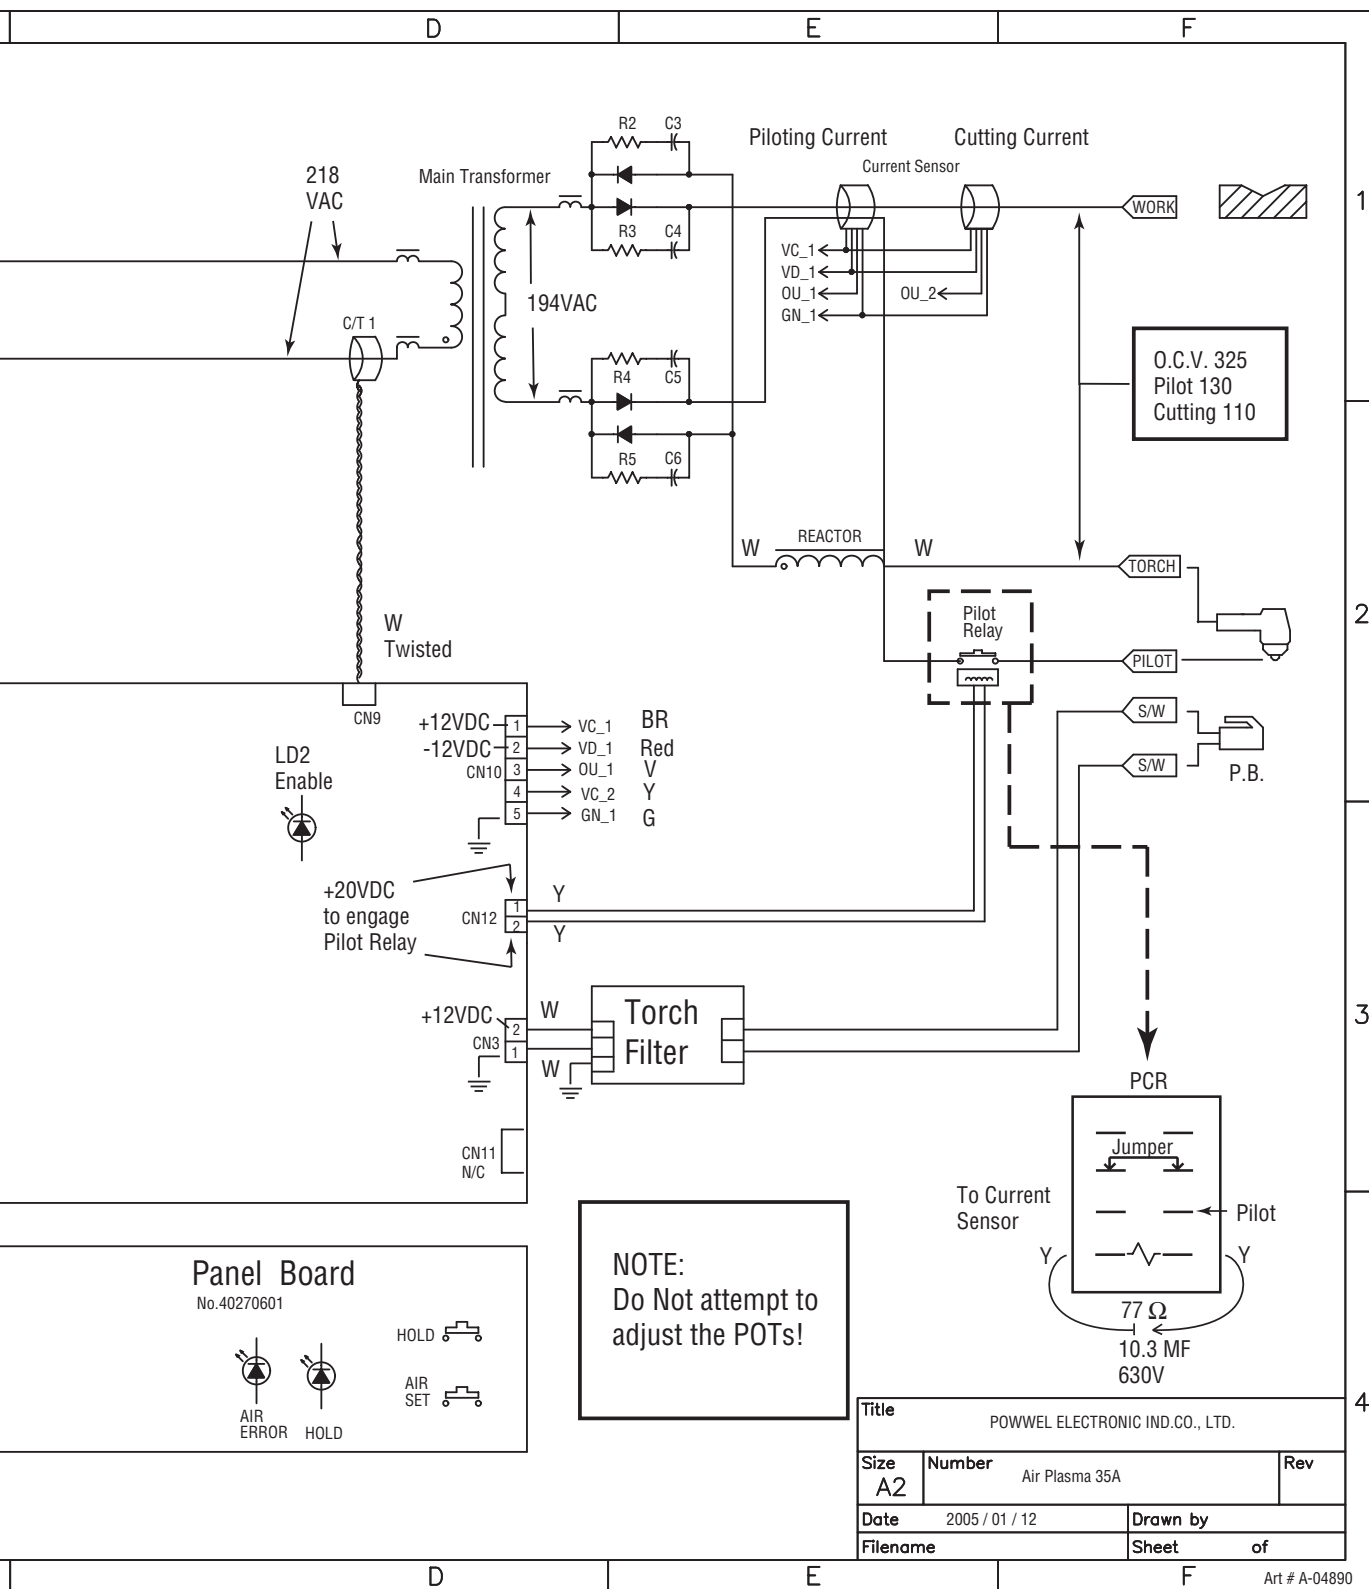 D
E
F
R2
C3
Piloting Current
Cutting Current
Current Sensor
218
VAC
Main Transformer
1
WORK
R3
C4
VC_1
VD_1
OU_1
GN_1
OU_2
194VAC
C/T 1
O.C.V. 325
Pilot 130
Cutting 110
R4
C5
R5
C6
W
REACTOR
W
TORCH
Pilot
Relay
2
W
Twisted
PILOT
CN9
+12VDC
1
VC_1
BR
-12VDC
2
VD_1
Red
CN10
3
OU_1
V
4
VC_2
Y
5
GN_1
G
S/W
S/W
P.B.
LD2
Enable
+20VDC
to engage
Pilot Relay
CN12
1
2
Y
Y
+12VDC
CN3
2
1
W
W
Torch
Filter
3
PCR
Jumper
CN11
N/C
To Current
Sensor
Pilot
Y
Y
77 Ω
10.3 MF
630V
Panel Board
No.40270601
HOLD
AIR
SET
AIR
ERROR
HOLD
NOTE:
Do Not attempt to
adjust the POTs!
4
Title
POWWEL ELECTRONIC IND.CO., LTD.
Size
A2
Number
Air Plasma 35A
Rev
Date
2005 / 01 / 12
Drawn by
Filename
Sheet of
D
E
F
Art # A-04890